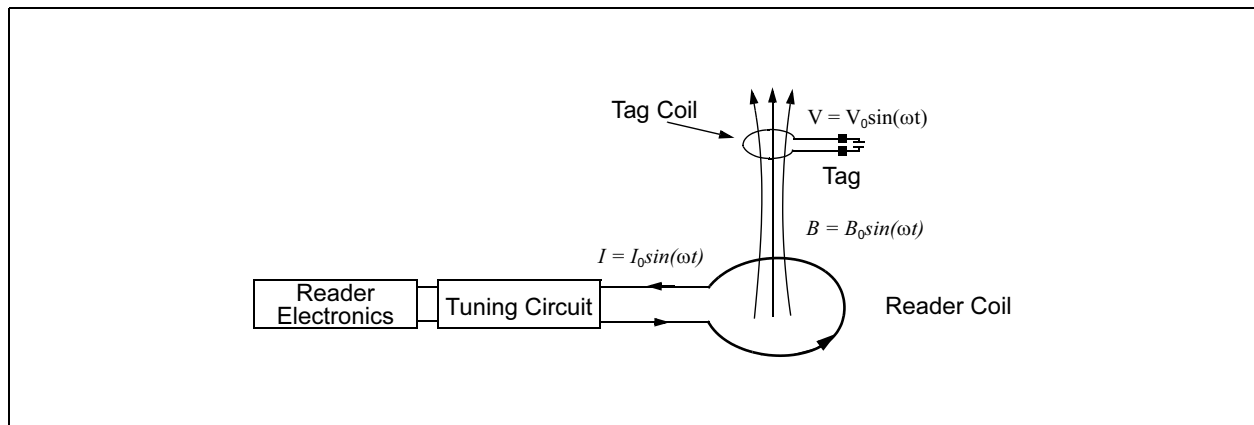 Tag Coil
V = V₀sin(ωt)
Tag
B = B₀sin(ωt)
I = I₀sin(ωt)
Reader
Electronics
Tuning Circuit
Reader Coil